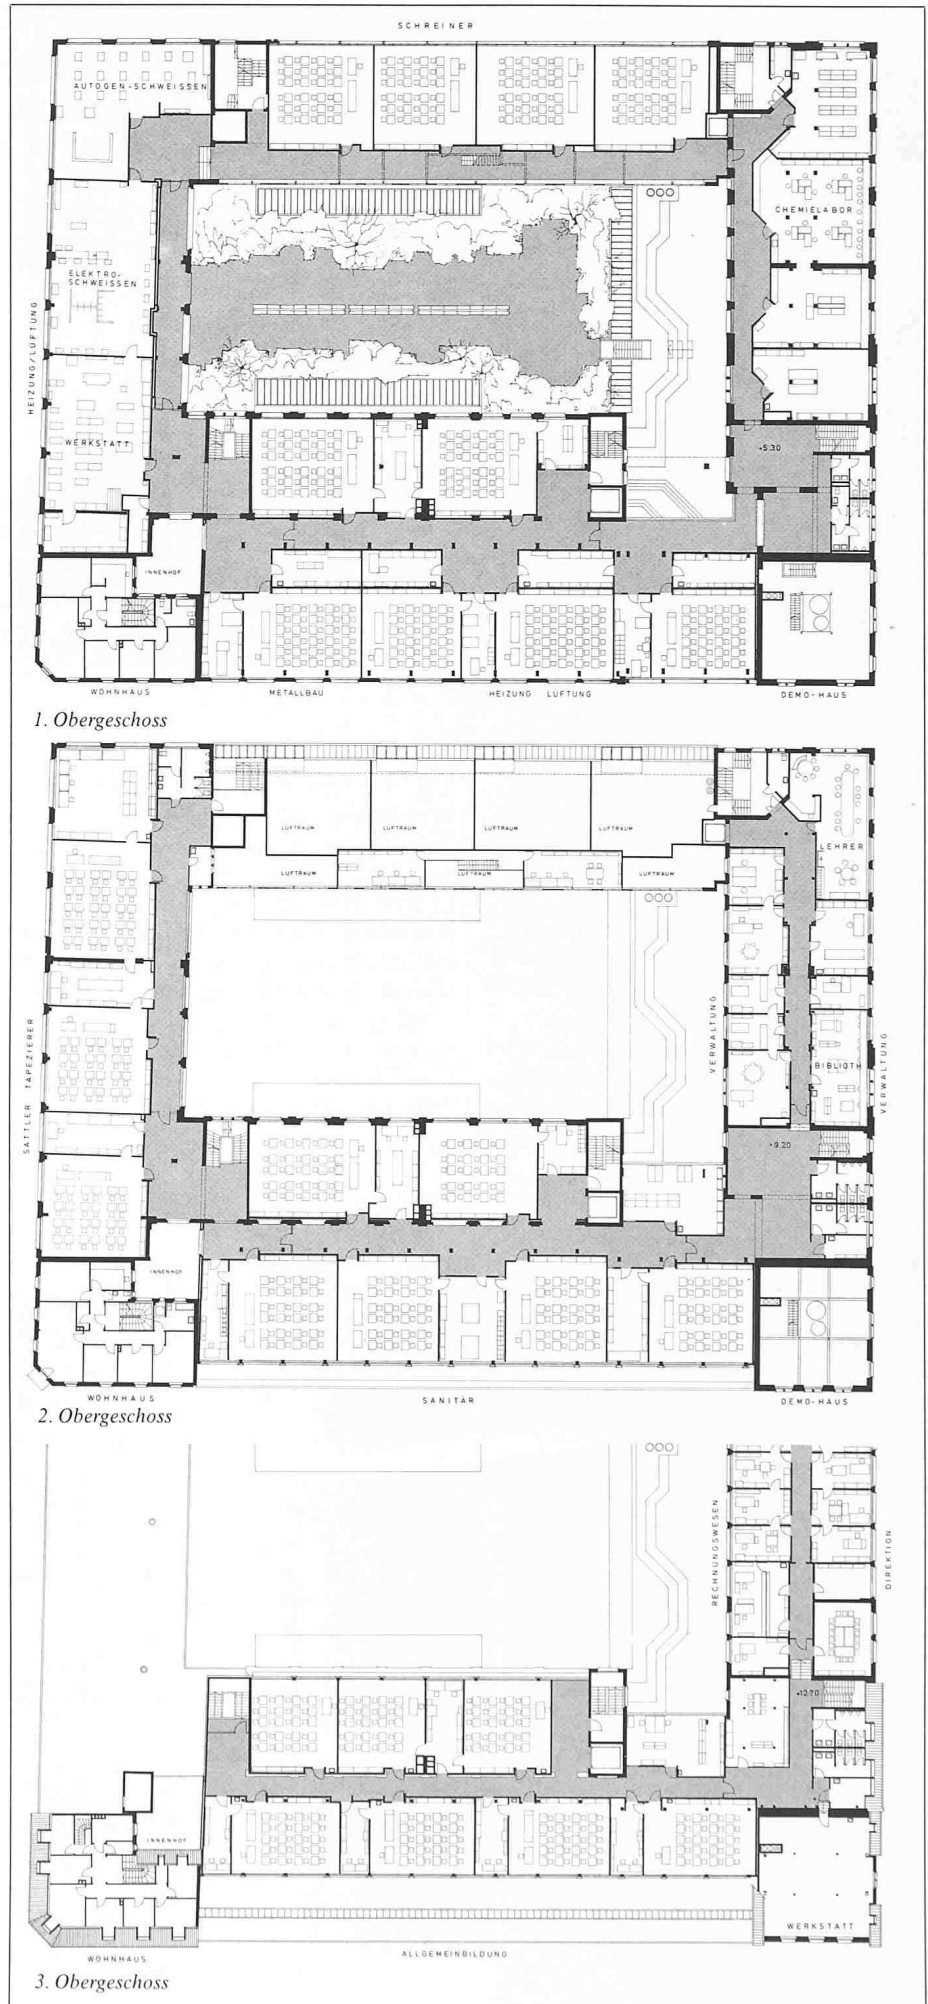 SCHREINER
AUTOGEN-SCHWEISSEN
CHEMIELABOR
ELEKTRO-
SCHWEISSEN
HEIZUNG/LÜFTUNG
WERKSTATT
+5.30
INNENHOF
WOHNHAUS
METALLBAU
HEIZUNG LÜFTUNG
DEMO-HAUS
1. Obergeschoss
LUFTRAUM
LUFTRAUM
LUFTRAUM
LUFTRAUM
LEHRER
LUFTRAUM
LUFTRAUM
LUFTRAUM
SATTLER TAPEZIERER
VERWALTUNG
BIBLIOTH
VERWALTUNG
+9.20
INNENHOF
WOHNHAUS
SANITÄR
DEMO-HAUS
2. Obergeschoss
RECHNUNGSWESEN
DIREKTION
+12.70
INNENHOF
WERKSTATT
WOHNHAUS
ALLGEMEINBILDUNG
3. Obergeschoss